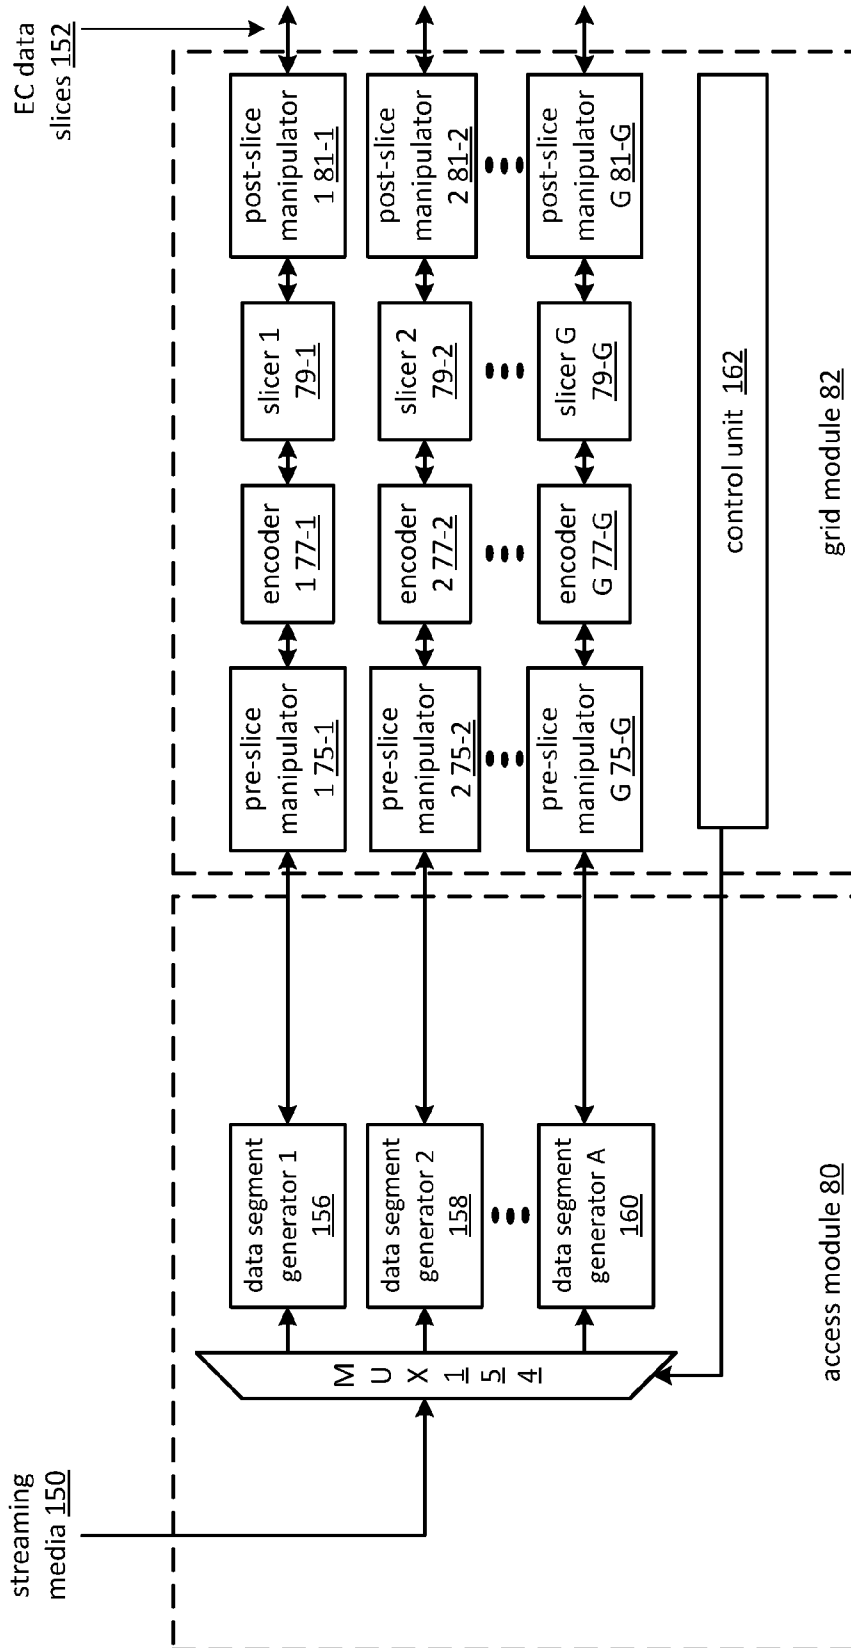 streaming
media 150
MUX 154
data segment
generator 1
156
data segment
generator 2
158
data segment
generator A
160
access module 80
pre-slice
manipulator
1 75-1
encoder
1 77-1
slicer 1
79-1
post-slice
manipulator
1 81-1
EC data
slices 152
pre-slice
manipulator
2 75-2
encoder
2 77-2
slicer 2
79-2
post-slice
manipulator
2 81-2
pre-slice
manipulator
G 75-G
encoder
G 77-G
slicer G
79-G
post-slice
manipulator
G 81-G
control unit 162
grid module 82